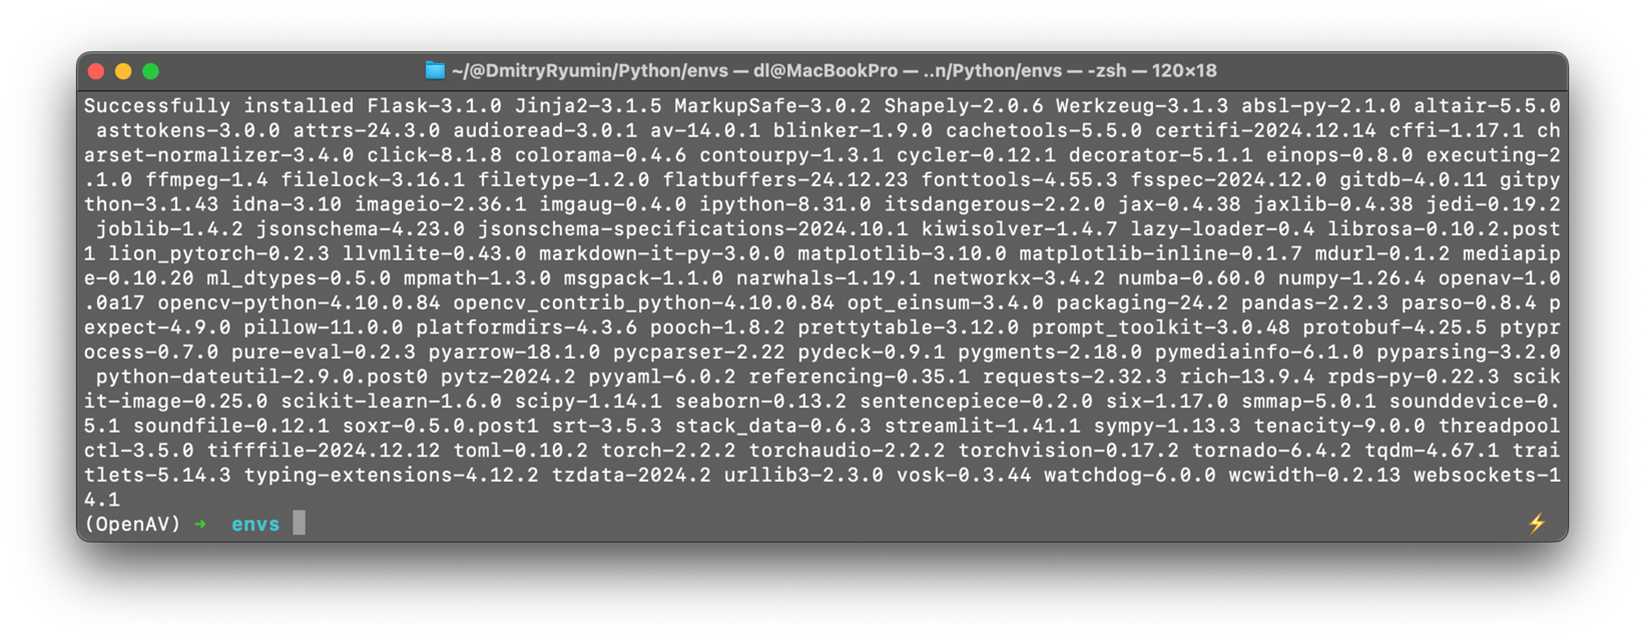 ~/@DmitryRyumin/Python/envs — dl@MacBookPro — ..n/Python/envs — -zsh — 120×18
Successfully installed Flask-3.1.0 Jinja2-3.1.5 MarkupSafe-3.0.2 Shapely-2.0.6 Werkzeug-3.1.3 absl-py-2.1.0 altair-5.5.0
asttokens-3.0.0 attrs-24.3.0 audioread-3.0.1 av-14.0.1 blinker-1.9.0 cachetools-5.5.0 certifi-2024.12.14 cffi-1.17.1 ch
arset-normalizer-3.4.0 click-8.1.8 colorama-0.4.6 contourpy-1.3.1 cycler-0.12.1 decorator-5.1.1 einops-0.8.0 executing-2
.1.0 ffmpeg-1.4 filelock-3.16.1 filetype-1.2.0 flatbuffers-24.12.23 fonttools-4.55.3 fsspec-2024.12.0 gitdb-4.0.11 gitpy
thon-3.1.43 idna-3.10 imageio-2.36.1 imgaug-0.4.0 ipython-8.31.0 itsdangerous-2.2.0 jax-0.4.38 jaxlib-0.4.38 jedi-0.19.2
joblib-1.4.2 jsonschema-4.23.0 jsonschema-specifications-2024.10.1 kiwisolver-1.4.7 lazy-loader-0.4 librosa-0.10.2.post
1 lion_pytorch-0.2.3 llvmlite-0.43.0 markdown-it-py-3.0.0 matplotlib-3.10.0 matplotlib-inline-0.1.7 mdurl-0.1.2 mediapip
e-0.10.20 ml_dtypes-0.5.0 mpmath-1.3.0 msgpack-1.1.0 narwhals-1.19.1 networkx-3.4.2 numba-0.60.0 numpy-1.26.4 openav-1.0
.0a17 opencv-python-4.10.0.84 opencv_contrib_python-4.10.0.84 opt_einsum-3.4.0 packaging-24.2 pandas-2.2.3 parso-0.8.4 p
expect-4.9.0 pillow-11.0.0 platformdirs-4.3.6 pooch-1.8.2 prettytable-3.12.0 prompt_toolkit-3.0.48 protobuf-4.25.5 ptypr
ocess-0.7.0 pure-eval-0.2.3 pyarrow-18.1.0 pycparser-2.22 pydeck-0.9.1 pygments-2.18.0 pymediainfo-6.1.0 pyparsing-3.2.0
python-dateutil-2.9.0.post0 pytz-2024.2 pyyaml-6.0.2 referencing-0.35.1 requests-2.32.3 rich-13.9.4 rpds-py-0.22.3 scik
it-image-0.25.0 scikit-learn-1.6.0 scipy-1.14.1 seaborn-0.13.2 sentencepiece-0.2.0 six-1.17.0 smmap-5.0.1 sounddevice-0.
5.1 soundfile-0.12.1 soxr-0.5.0.post1 srt-3.5.3 stack_data-0.6.3 streamlit-1.41.1 sympy-1.13.3 tenacity-9.0.0 threadpool
ctl-3.5.0 tifffile-2024.12.12 toml-0.10.2 torch-2.2.2 torchaudio-2.2.2 torchvision-0.17.2 tornado-6.4.2 tqdm-4.67.1 trai
tlets-5.14.3 typing-extensions-4.12.2 tzdata-2024.2 urllib3-2.3.0 vosk-0.3.44 watchdog-6.0.0 wcwidth-0.2.13 websockets-1
4.1
(OpenAV) ➜ envs